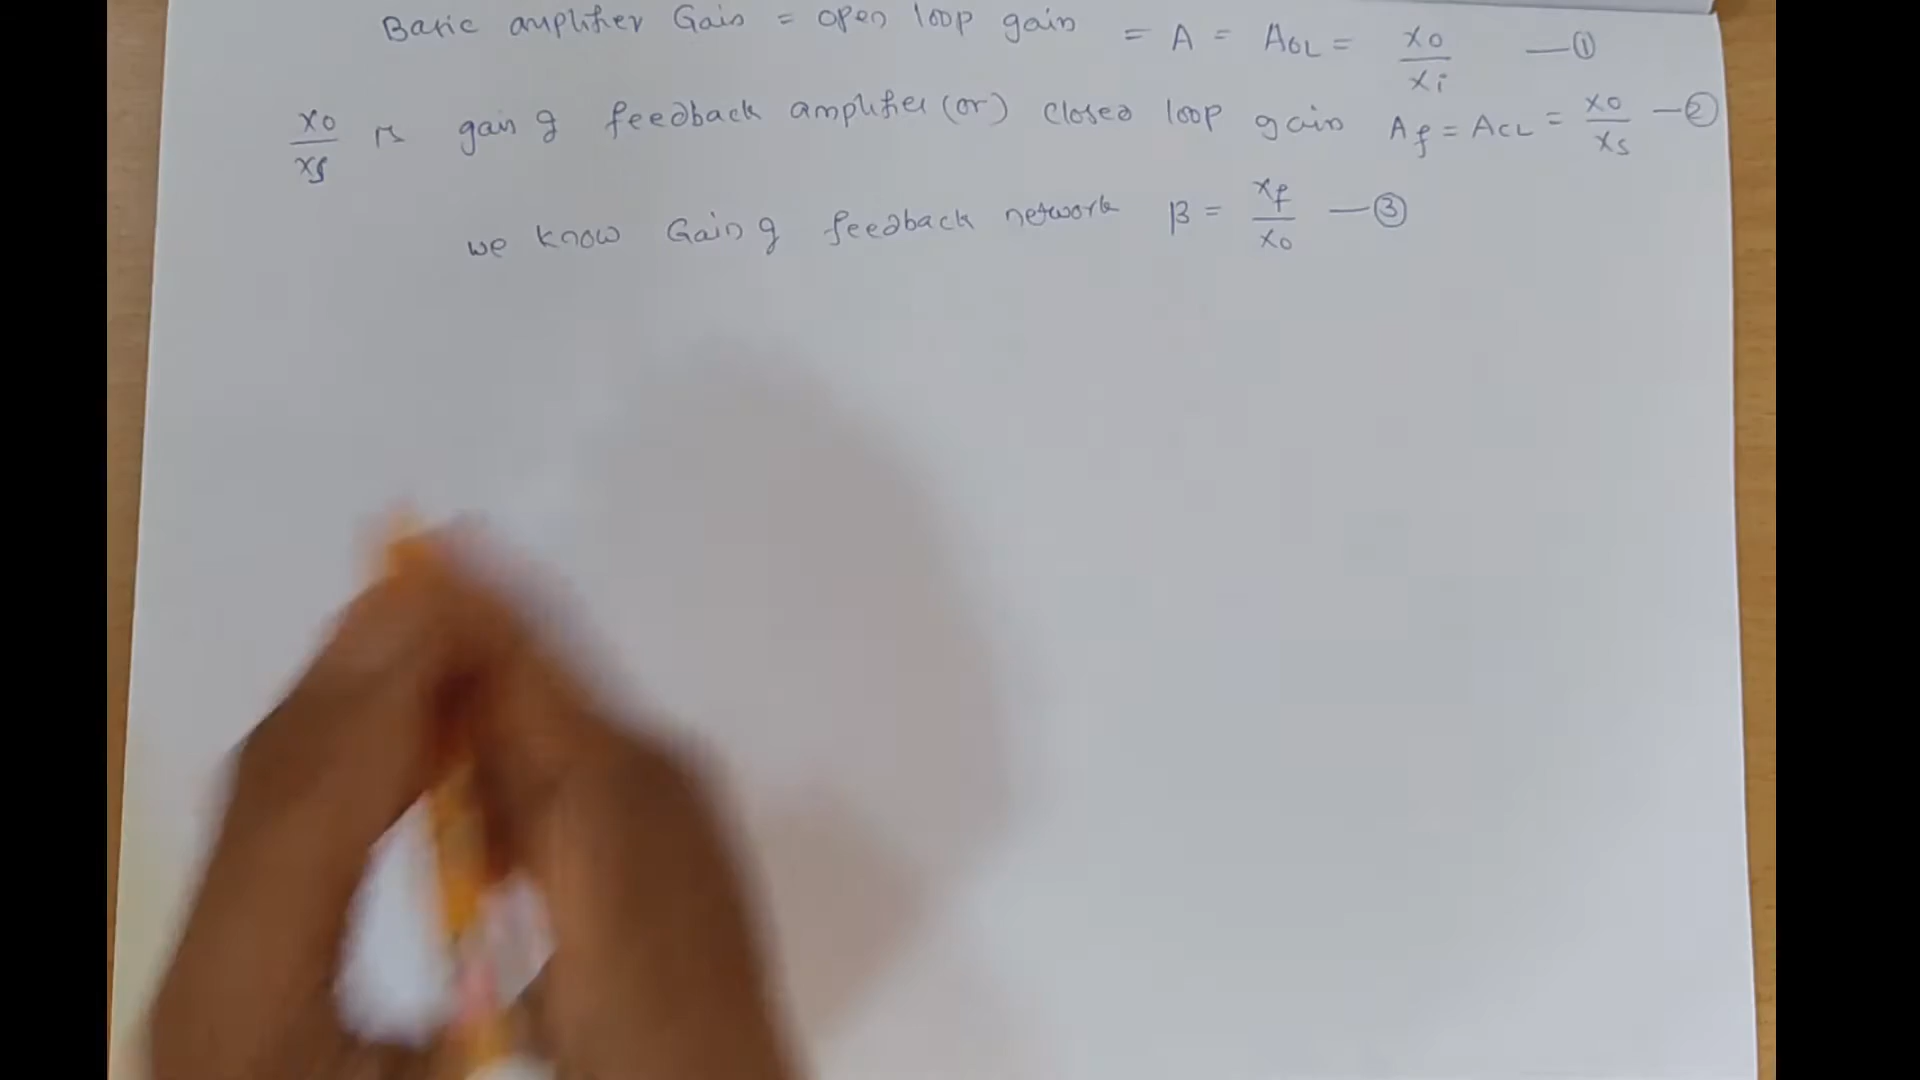 Basic amplifier Gain = open loop gain = A = AOL = xo/xi —①
xo/xs is gain of feedback amplifier (or) closed loop gain Af = ACL = xo/xs —②
we know Gain of feedback network β = xf/xo —③